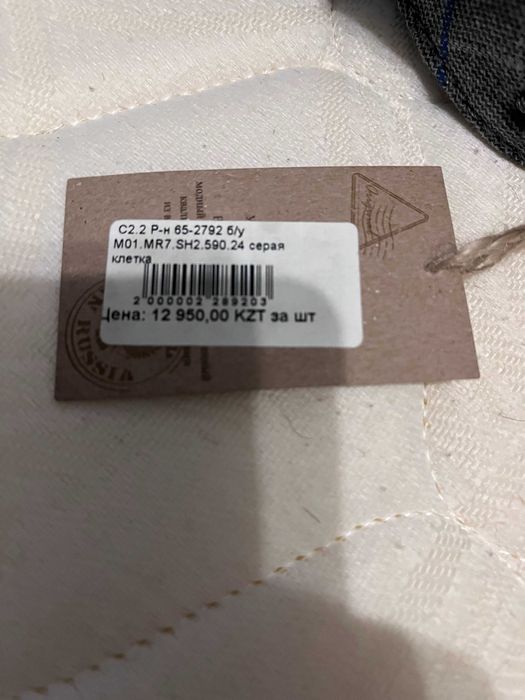 С2.2 Р-н 65-2792 б/у
M01.MR7.SH2.590.24 серая
клетка
2 000002 289203
Цена: 12 950,00 KZT за шт
RUSSIA